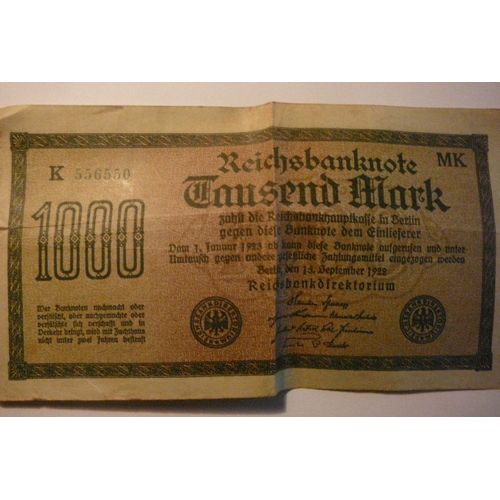 K 556550
Reichsbanknote
MK
Tausend Mark
1000
zahlt die Reichsbankhauptkasse in Berlin
gegen diese Banknote dem Einlieferer
Vom 1. Januar 1923 ab kann diese Banknote aufgerufen und unter
Umtausch gegen andere gesetzliche Zahlungsmittel eingezogen werden
Berlin, den 15. September 1922
Reichsbankdirektorium
Wer Banknoten nachmacht oder
verfälscht, oder nachgemachte oder
verfälschte sich verschafft und in
Verkehr bringt, wird mit Zuchthaus
nicht unter zwei Jahren bestraft